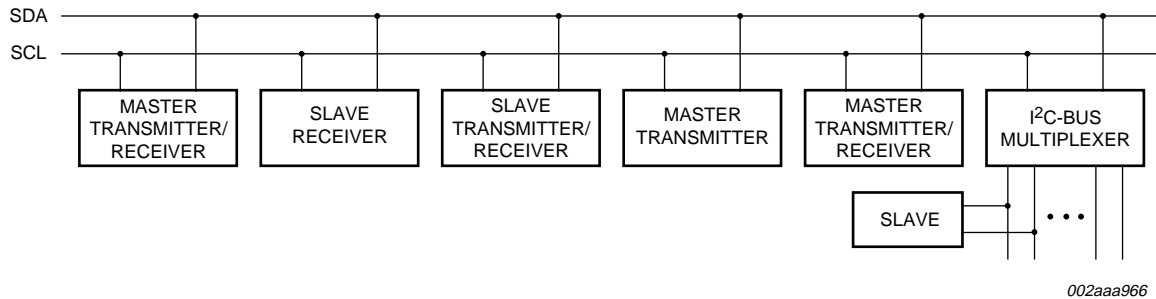 SDA
SCL
MASTER
TRANSMITTER/
RECEIVER
SLAVE
RECEIVER
SLAVE
TRANSMITTER/
RECEIVER
MASTER
TRANSMITTER
MASTER
TRANSMITTER/
RECEIVER
I²C-BUS
MULTIPLEXER
SLAVE
002aaa966